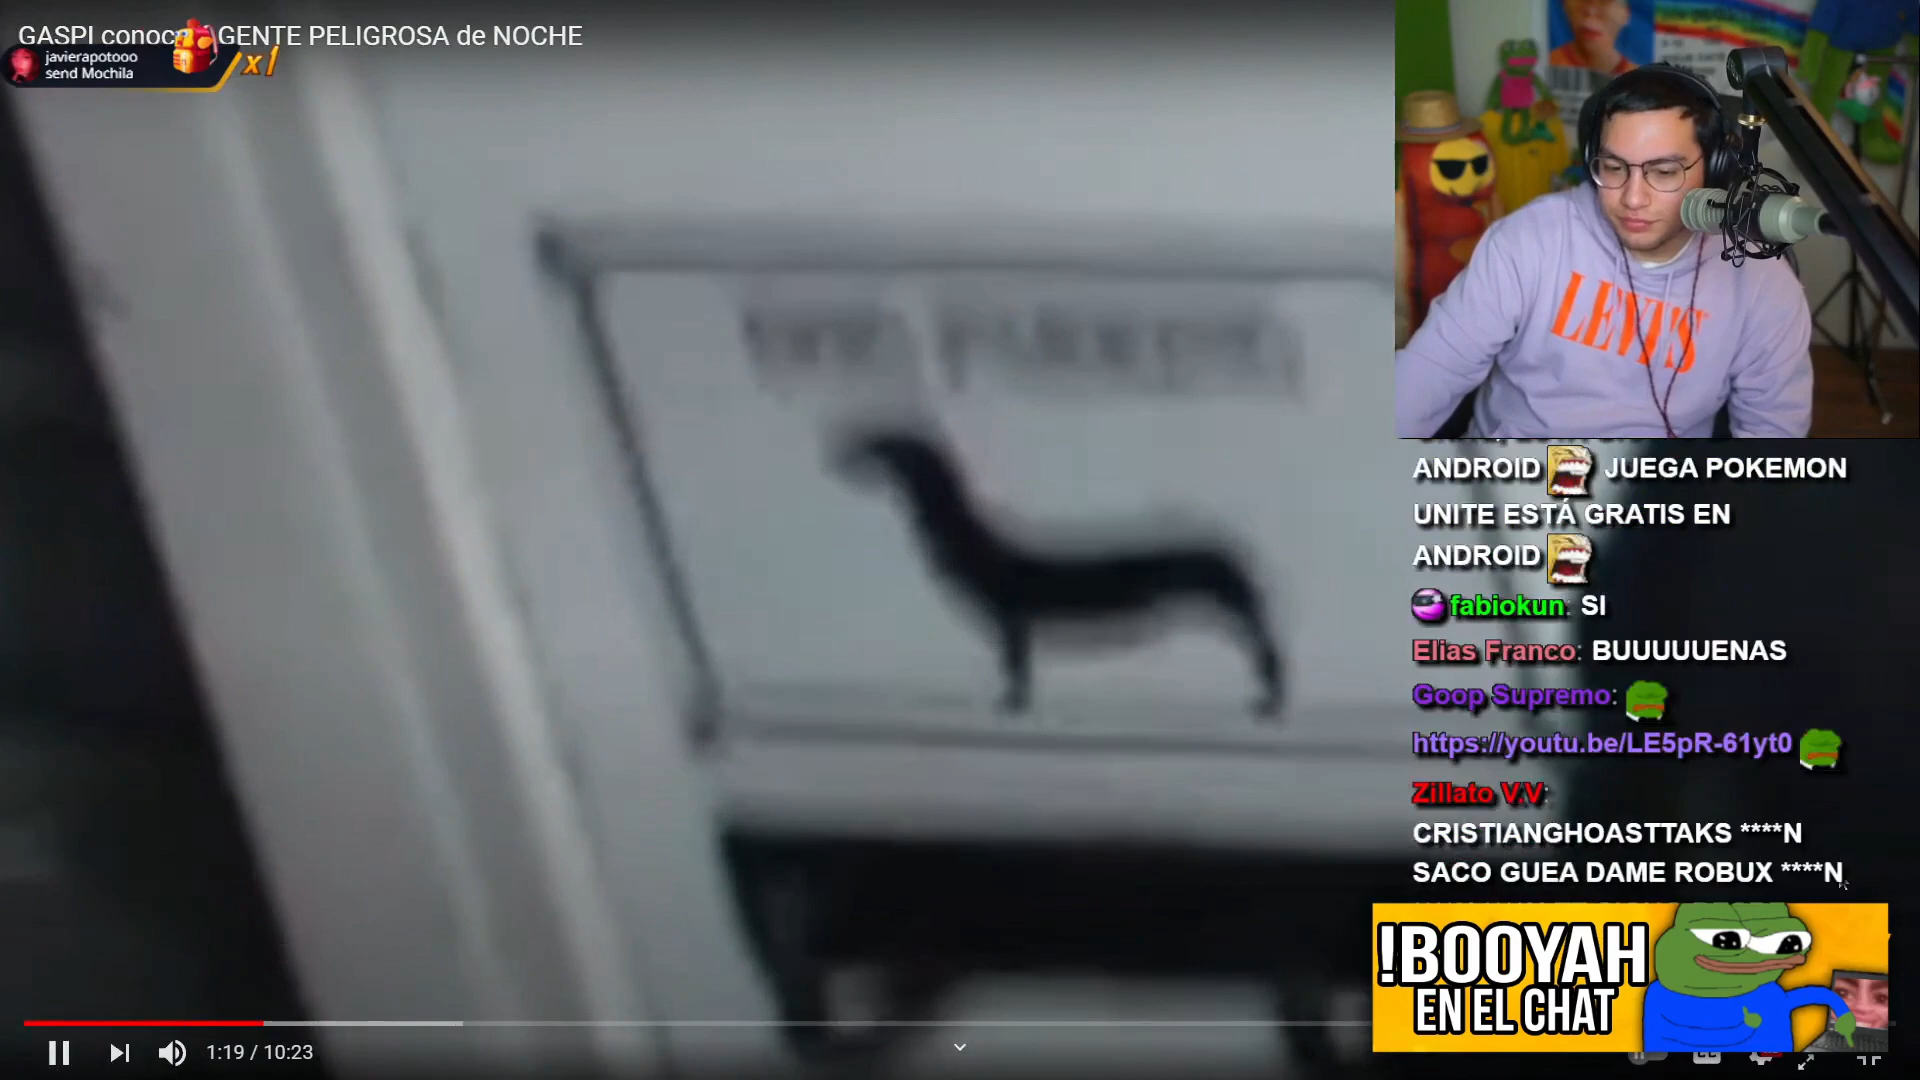 GASPI conoc GENTE PELIGROSA de NOCHE
javierapotooo
send Mochila
x1
LEVI'S
ANDROID JUEGA POKEMON
UNITE ESTÁ GRATIS EN
ANDROID
fabiokun: SI
Elias Franco: BUUUUUENAS
Goop Supremo:
https://youtu.be/LE5pR-61yt0
Zillato V.V:
CRISTIANGHOASTTAKS ****N
SACO GUEA DAME ROBUX ****N
!BOOYAH
EN EL CHAT
1:19 / 10:23